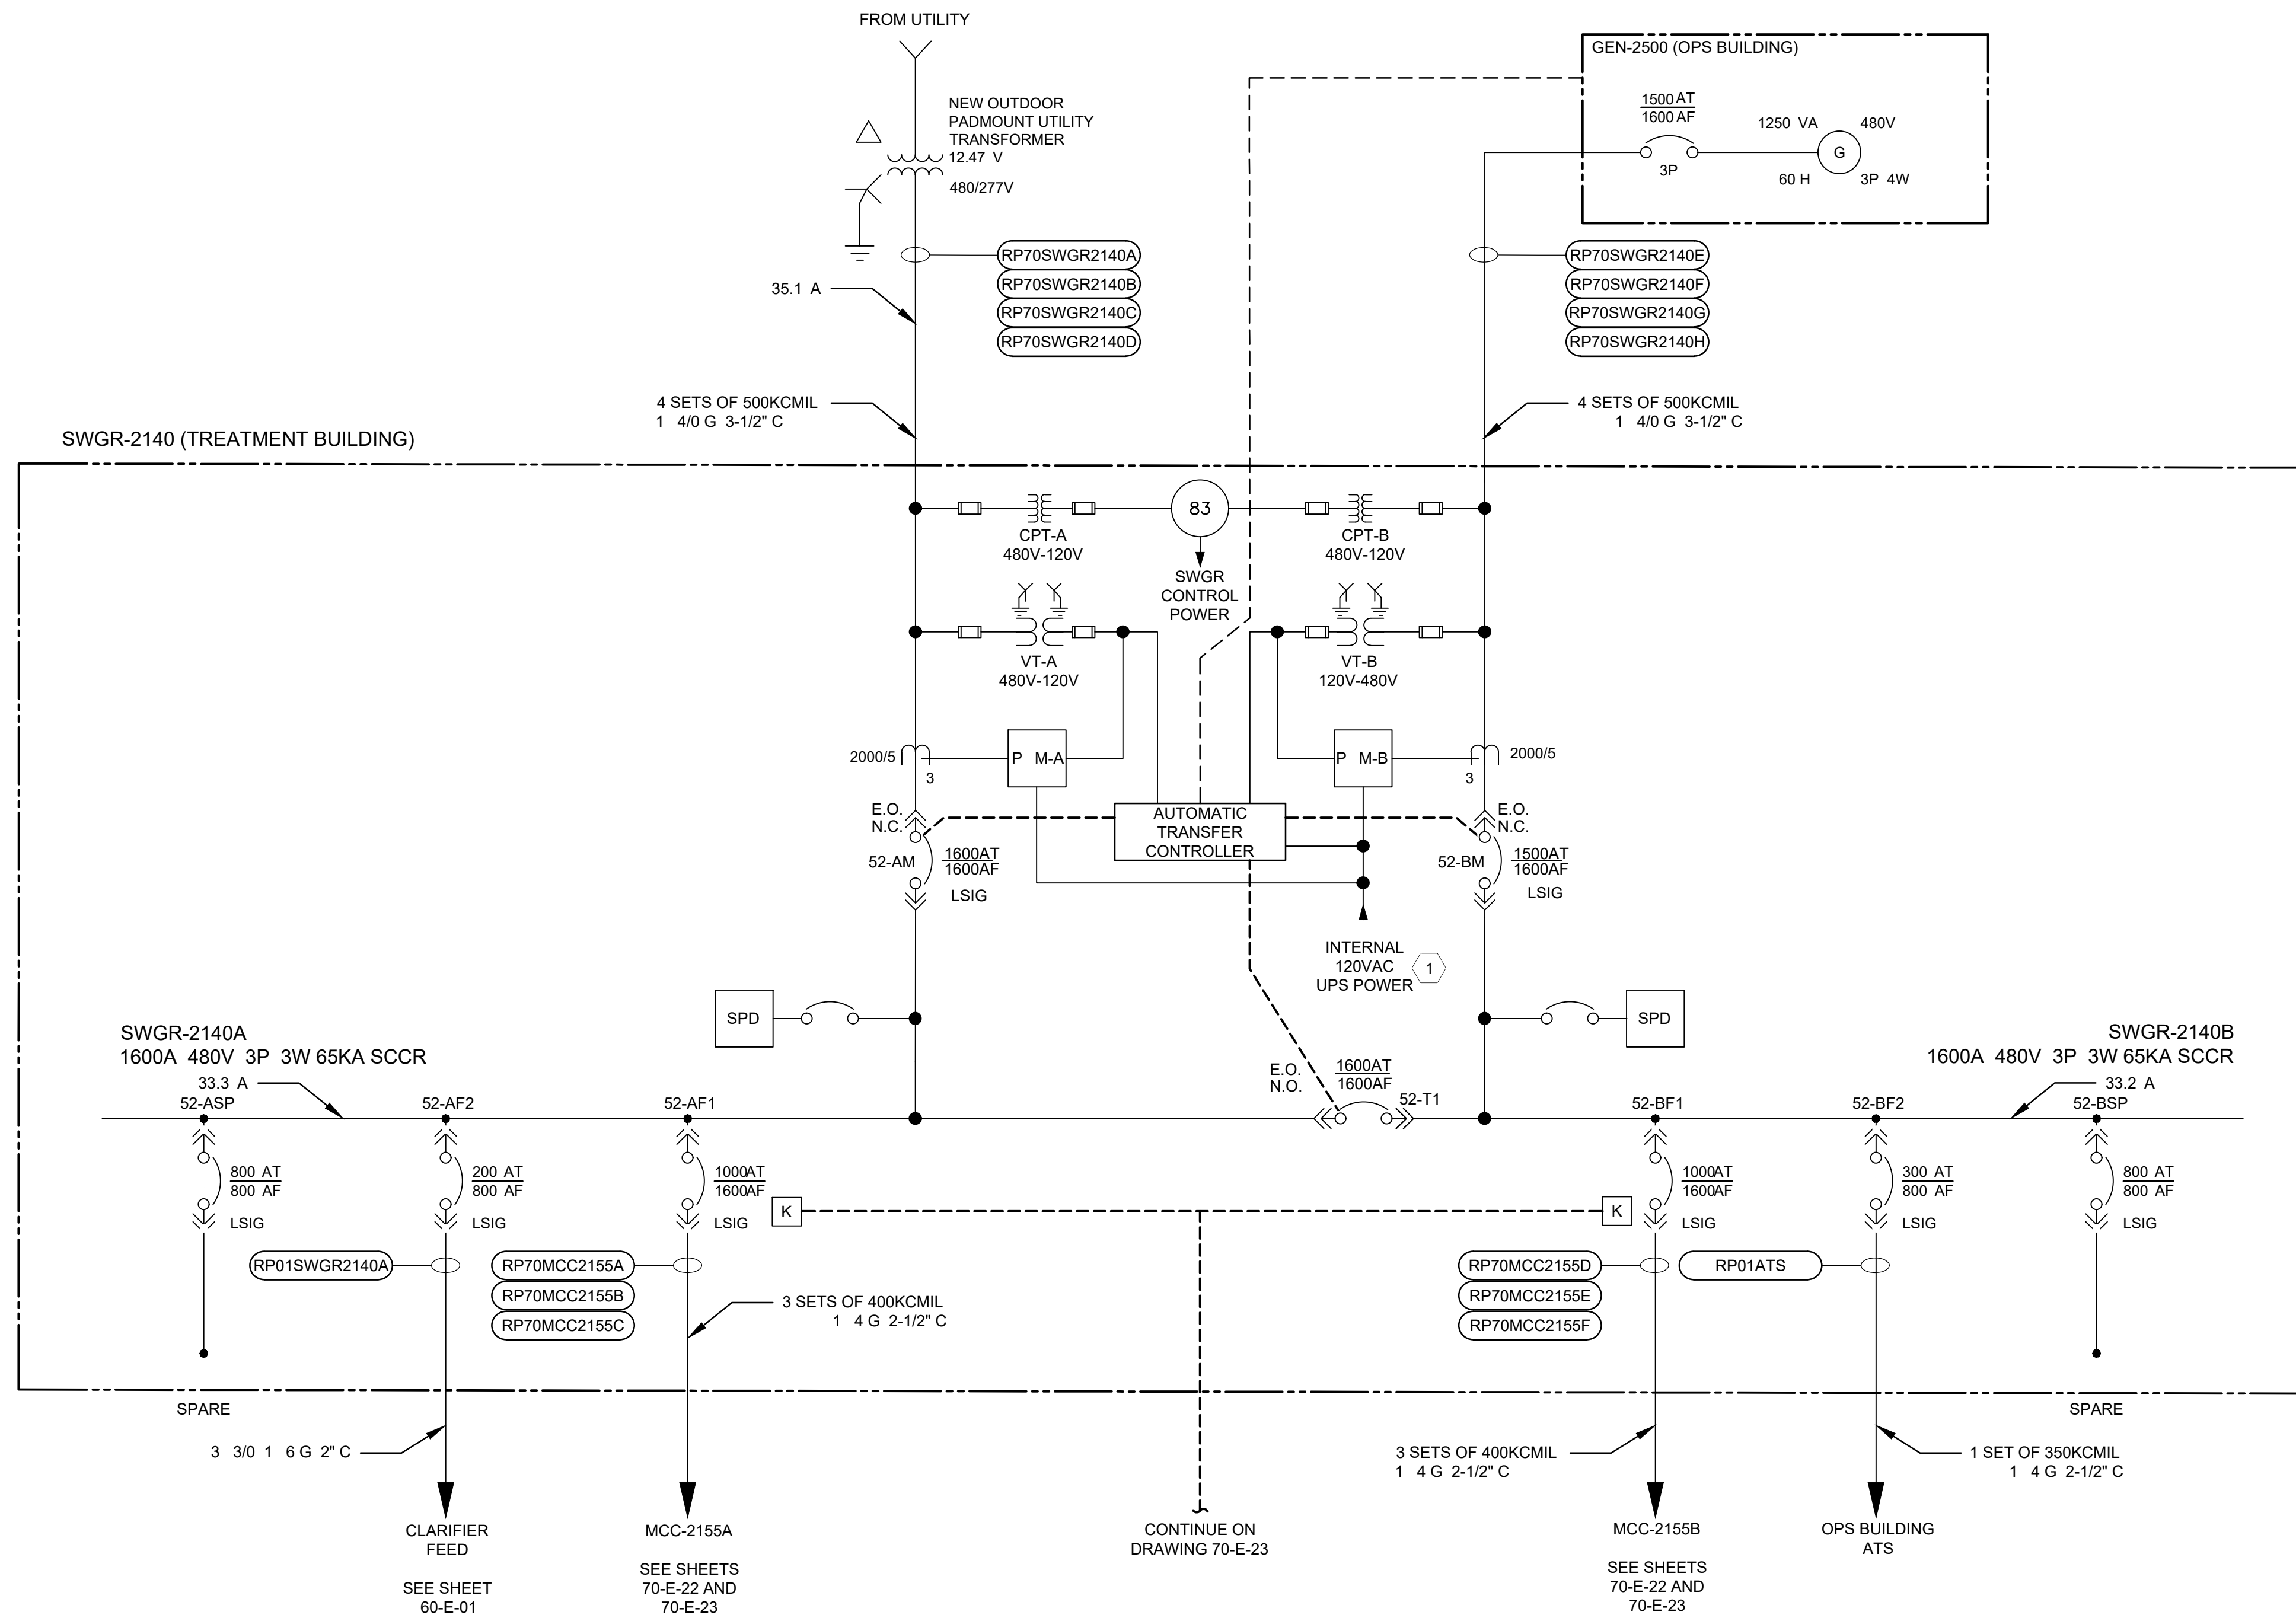 FROM UTILITY
GEN-2500 (OPS BUILDING)
1500 AT
1600 AF
3P
1250 VA
480V
G
60 H
3P 4W
NEW OUTDOOR
PADMOUNT UTILITY
TRANSFORMER
12.47 V
480/277V
RP70SWGR2140A
RP70SWGR2140B
RP70SWGR2140C
RP70SWGR2140D
RP70SWGR2140E
RP70SWGR2140F
RP70SWGR2140G
RP70SWGR2140H
35.1 A
4 SETS OF 500KCMIL
1 4/0 G 3-1/2" C
4 SETS OF 500KCMIL
1 4/0 G 3-1/2" C
SWGR-2140 (TREATMENT BUILDING)
CPT-A
480V-120V
83
SWGR
CONTROL
POWER
CPT-B
480V-120V
VT-A
480V-120V
VT-B
120V-480V
2000/5
3
P M-A
P M-B
3
2000/5
E.O.
N.C.
52-AM
1600AT
1600AF
LSIG
AUTOMATIC
TRANSFER
CONTROLLER
E.O.
N.C.
52-BM
1500AT
1600AF
LSIG
INTERNAL
120VAC
UPS POWER
1
SPD
SPD
SWGR-2140A
1600A 480V 3P 3W 65KA SCCR
33.3 A
SWGR-2140B
1600A 480V 3P 3W 65KA SCCR
33.2 A
E.O.
N.O.
1600AT
1600AF
52-T1
52-ASP
800 AT
800 AF
LSIG
52-AF2
200 AT
800 AF
LSIG
52-AF1
1000AT
1600AF
LSIG
K
K
52-BF1
1000AT
1600AF
LSIG
52-BF2
300 AT
800 AF
LSIG
52-BSP
800 AT
800 AF
LSIG
RP01SWGR2140A
RP70MCC2155A
RP70MCC2155B
RP70MCC2155C
3 SETS OF 400KCMIL
1 4 G 2-1/2" C
RP70MCC2155D
RP70MCC2155E
RP70MCC2155F
RP01ATS
SPARE
SPARE
3 3/0 1 6 G 2" C
3 SETS OF 400KCMIL
1 4 G 2-1/2" C
1 SET OF 350KCMIL
1 4 G 2-1/2" C
CLARIFIER
FEED
SEE SHEET
60-E-01
MCC-2155A
SEE SHEETS
70-E-22 AND
70-E-23
CONTINUE ON
DRAWING 70-E-23
MCC-2155B
SEE SHEETS
70-E-22 AND
70-E-23
OPS BUILDING
ATS